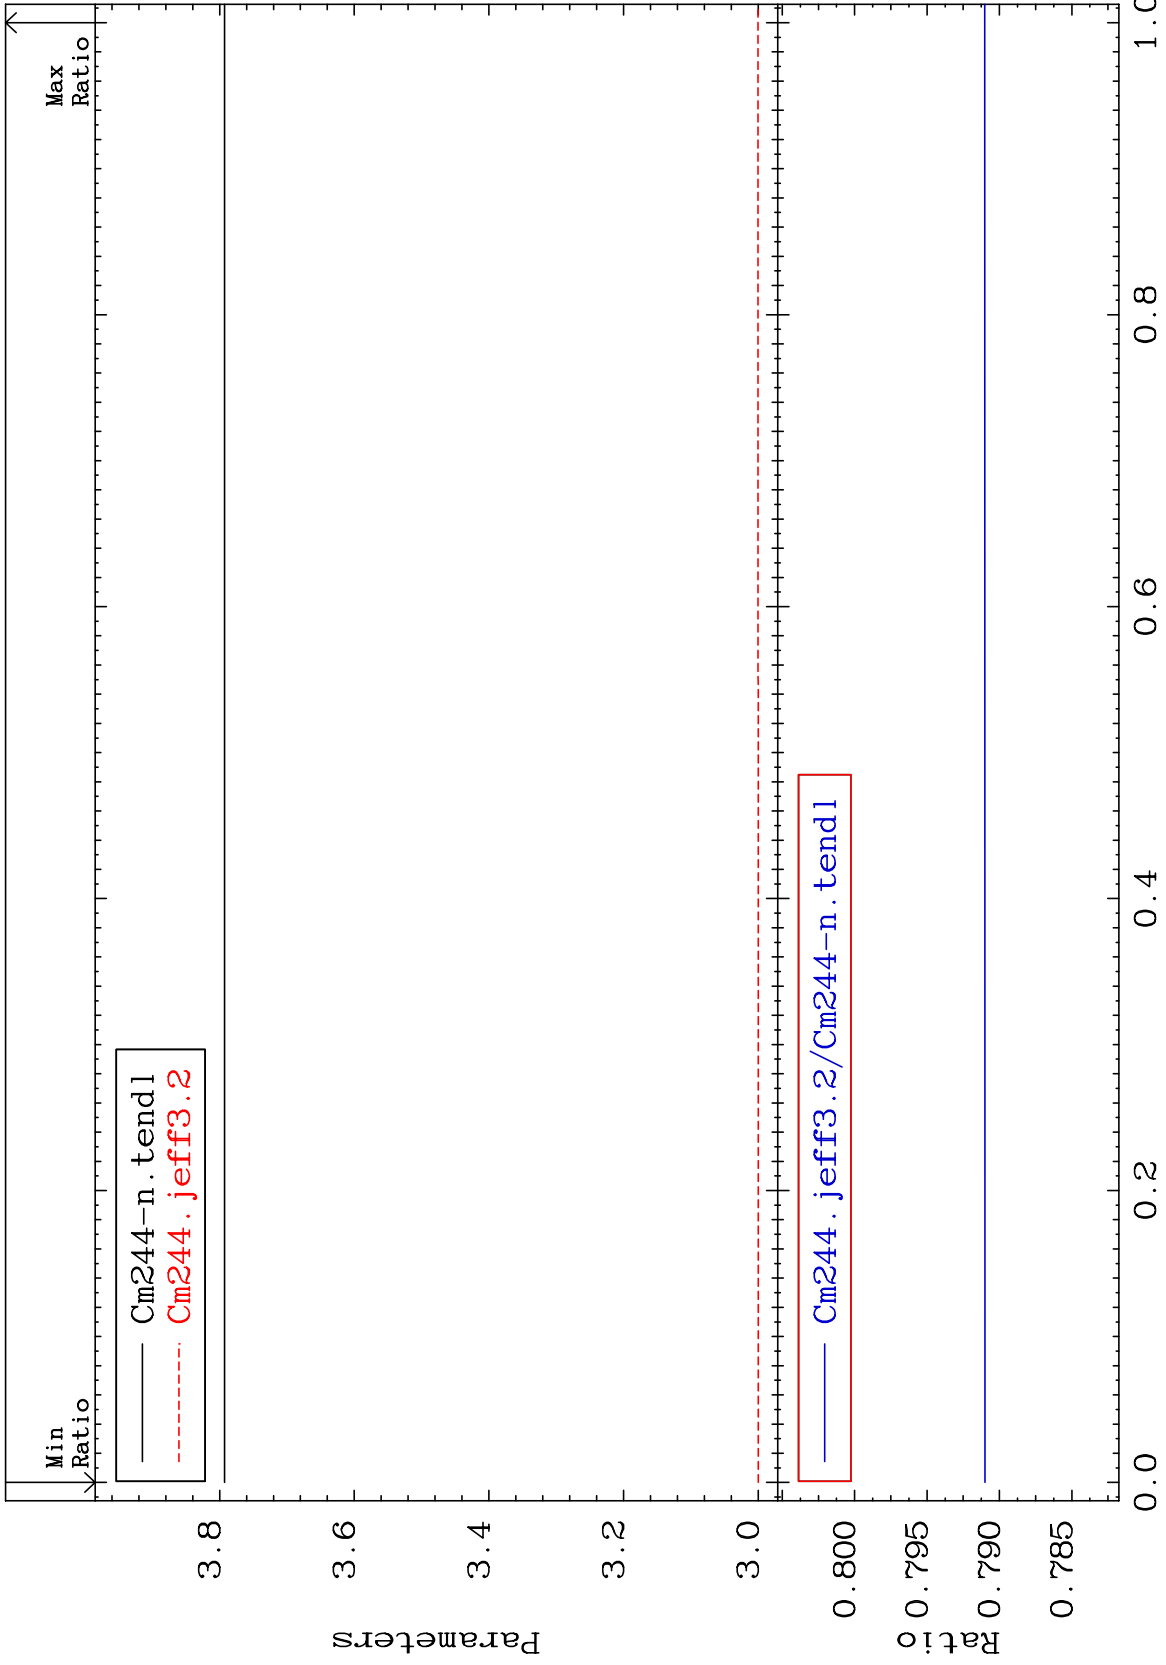 Min
Ratio
Max
Ratio
Cm244-n.tendl
Cm244.jeff3.2
3.8
3.6
3.4
3.2
3.0
Parameters
Cm244.jeff3.2/Cm244-n.tendl
0.800
0.795
0.790
0.785
Ratio
0.0
0.2
0.4
0.6
0.8
1.0